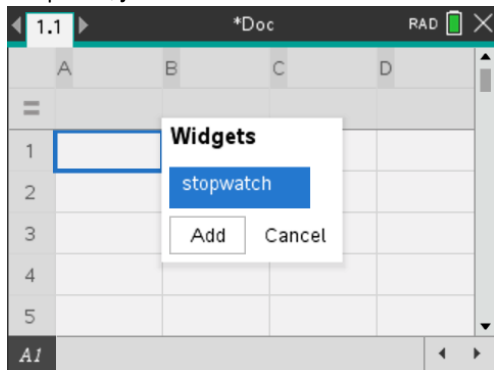 1.1 *Doc RAD
A B C D
=
1
2
3
4
5
Widgets
stopwatch
Add Cancel
A1